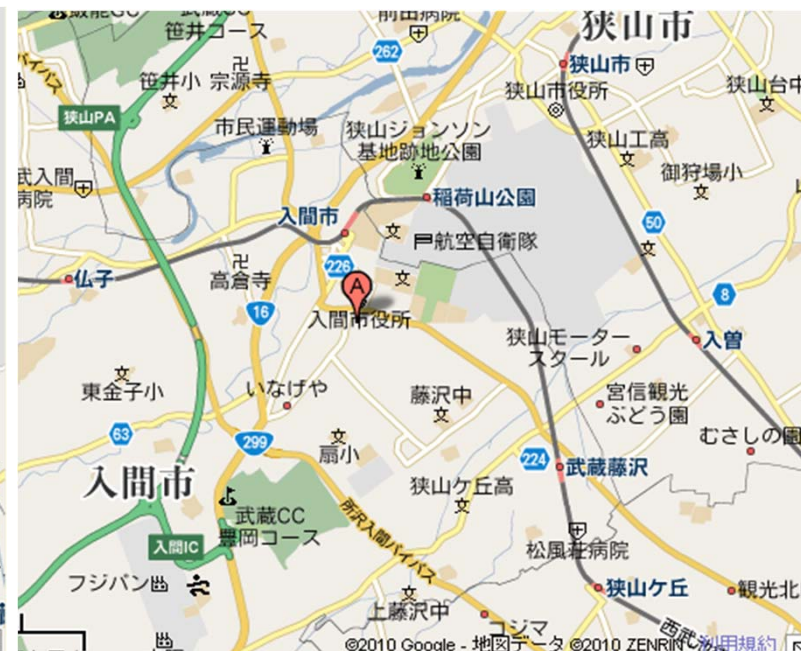 笹井コース
前田病院
狭山市
262
狭山市
笹井小
宗源寺
狭山市役所
狭山台中
狭山PA
市民運動場
狭山ジョンソン
基地跡地公園
狭山工高
御狩場小
武入間
病院
稲荷山公園
入間市
50
航空自衛隊
226
高倉寺
仏子
A
8
16
入間市役所
狭山モーター
スクール
入曽
東金子小
いなげや
藤沢中
宮信観光
ぶどう園
63
299
扇小
むさしの園
224
武蔵藤沢
入間市
狭山ケ丘高
武蔵CC
豊岡コース
所沢入間バイパス
入間IC
松風荘病院
フジパン
狭山ケ丘
観光北
上藤沢中
コジマ
西武
©2010 Google - 地図データ ©2010 ZENRIN
利用規約